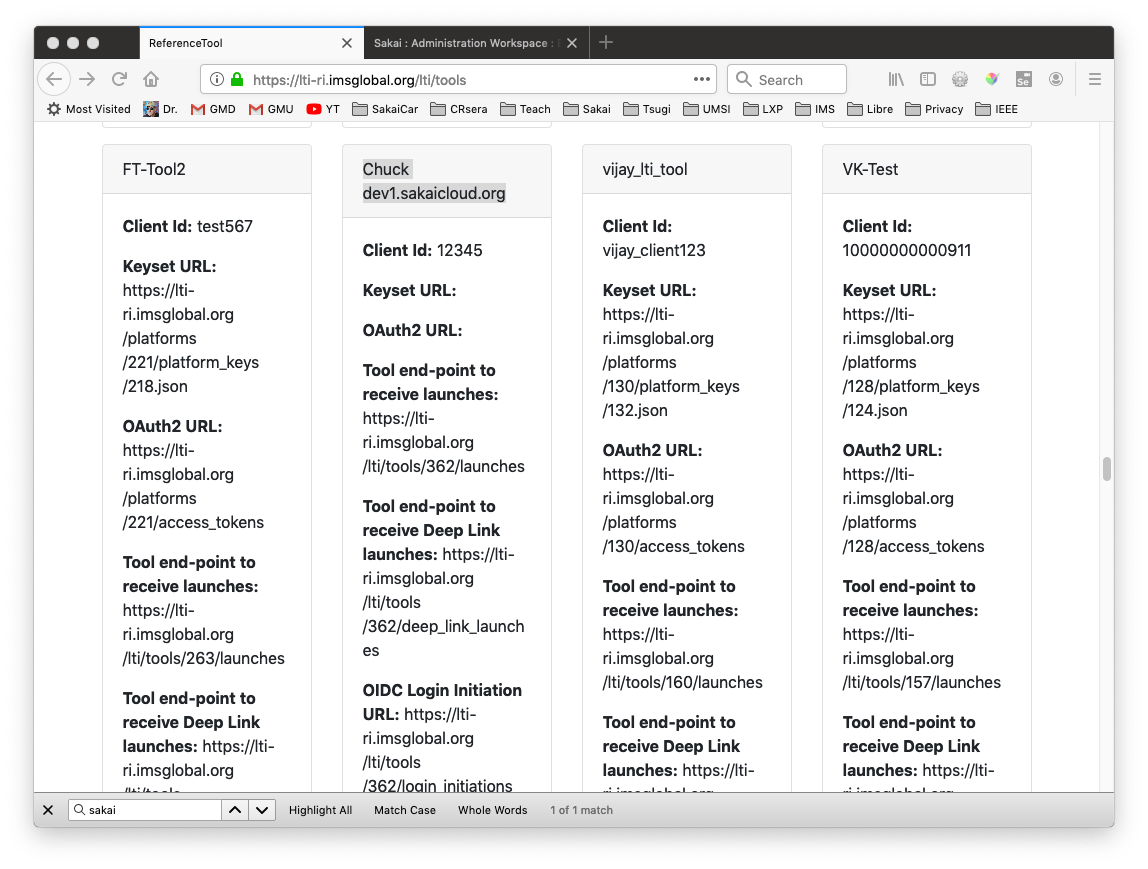 ReferenceTool
Sakai : Administration Workspace :
https://lti-ri.imsglobal.org/lti/tools
Search
Most Visited
Dr.
GMD
GMU
YT
SakaiCar
CRsera
Teach
Sakai
Tsugi
UMSI
LXP
IMS
Libre
Privacy
IEEE
FT-Tool2
Client Id: test567
Keyset URL:
https://lti-
ri.imsglobal.org
/platforms
/221/platform_keys
/218.json
OAuth2 URL:
https://lti-
ri.imsglobal.org
/platforms
/221/access_tokens
Tool end-point to
receive launches:
https://lti-
ri.imsglobal.org
/lti/tools/263/launches
Tool end-point to
receive Deep Link
launches: https://lti-
ri.imsglobal.org
/lti/tools
Chuck
dev1.sakaicloud.org
Client Id: 12345
Keyset URL:
OAuth2 URL:
Tool end-point to
receive launches:
https://lti-
ri.imsglobal.org
/lti/tools/362/launches
Tool end-point to
receive Deep Link
launches: https://lti-
ri.imsglobal.org
/lti/tools
/362/deep_link_launch
es
OIDC Login Initiation
URL: https://lti-
ri.imsglobal.org
/lti/tools
/362/login_initiations
vijay_lti_tool
Client Id:
vijay_client123
Keyset URL:
https://lti-
ri.imsglobal.org
/platforms
/130/platform_keys
/132.json
OAuth2 URL:
https://lti-
ri.imsglobal.org
/platforms
/130/access_tokens
Tool end-point to
receive launches:
https://lti-
ri.imsglobal.org
/lti/tools/160/launches
Tool end-point to
receive Deep Link
launches: https://lti-
ri.imsglobal.org
VK-Test
Client Id:
10000000000911
Keyset URL:
https://lti-
ri.imsglobal.org
/platforms
/128/platform_keys
/124.json
OAuth2 URL:
https://lti-
ri.imsglobal.org
/platforms
/128/access_tokens
Tool end-point to
receive launches:
https://lti-
ri.imsglobal.org
/lti/tools/157/launches
Tool end-point to
receive Deep Link
launches: https://lti-
ri.imsglobal.org
sakai
Highlight All
Match Case
Whole Words
1 of 1 match